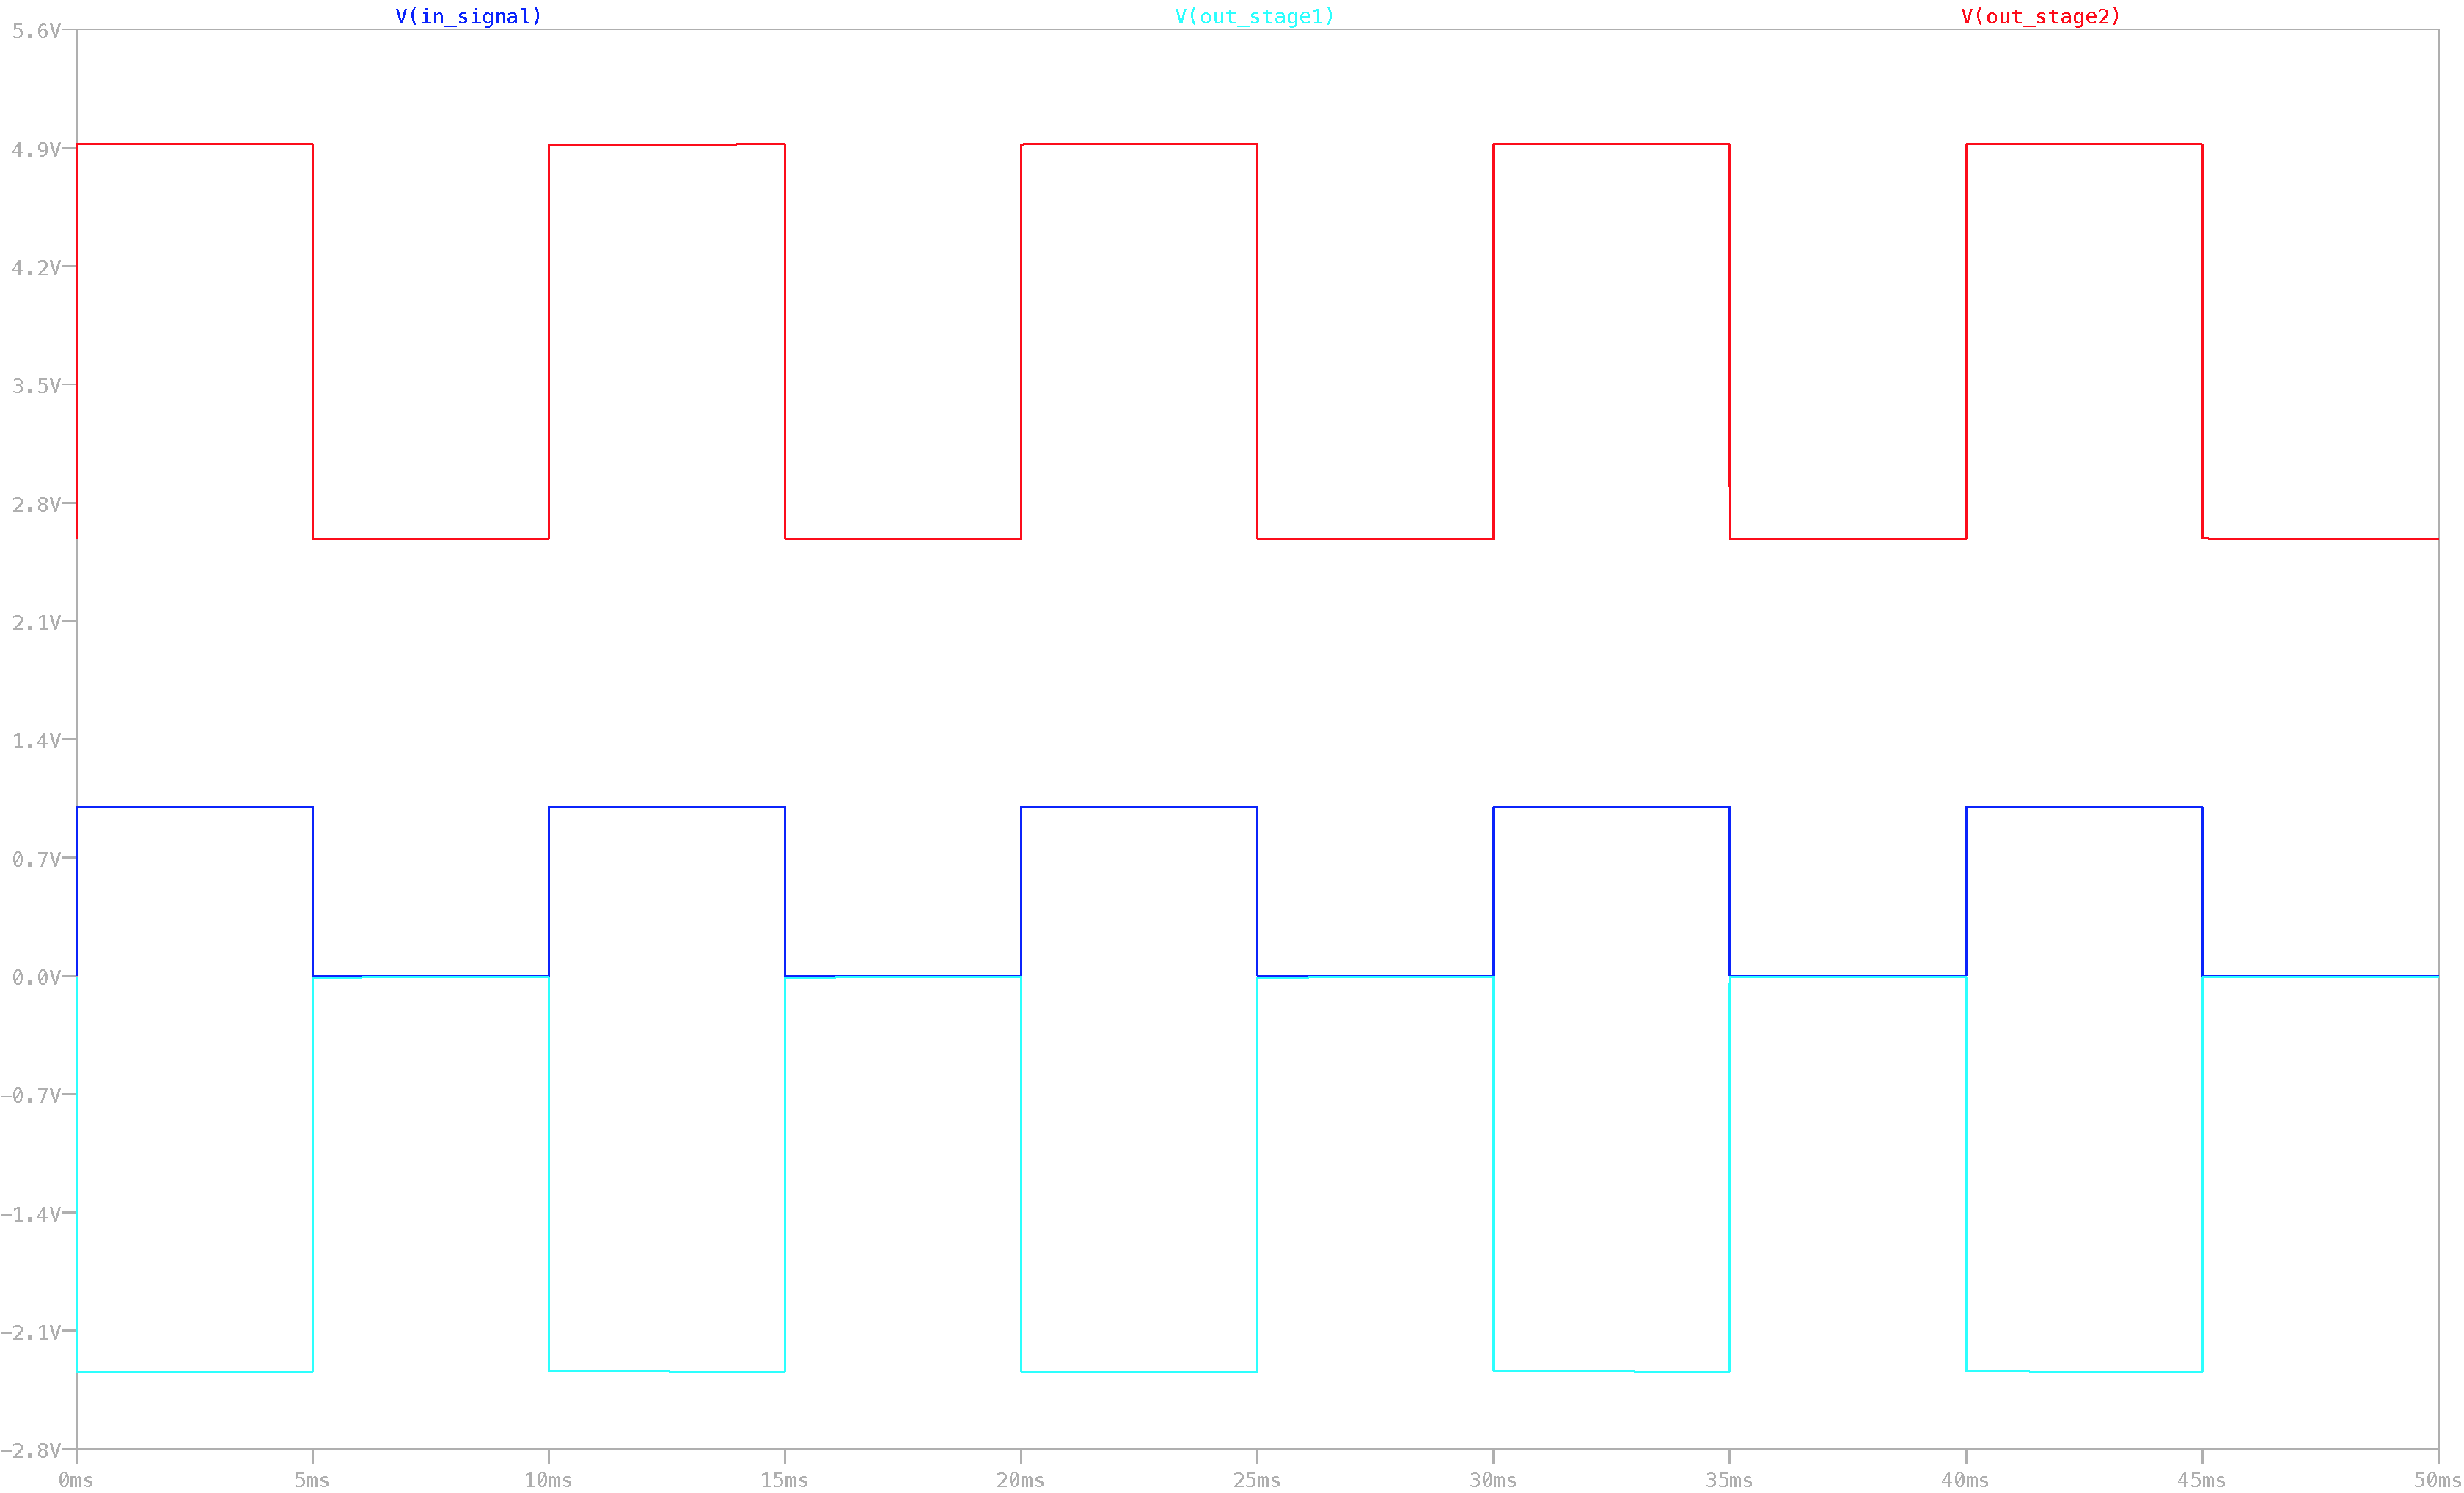 V(in_signal) V(out_stage1) V(out_stage2)
5.6V
4.9V
4.2V
3.5V
2.8V
2.1V
1.4V
0.7V
0.0V
-0.7V
-1.4V
-2.1V
-2.8V
0ms 5ms 10ms 15ms 20ms 25ms 30ms 35ms 40ms 45ms 50ms